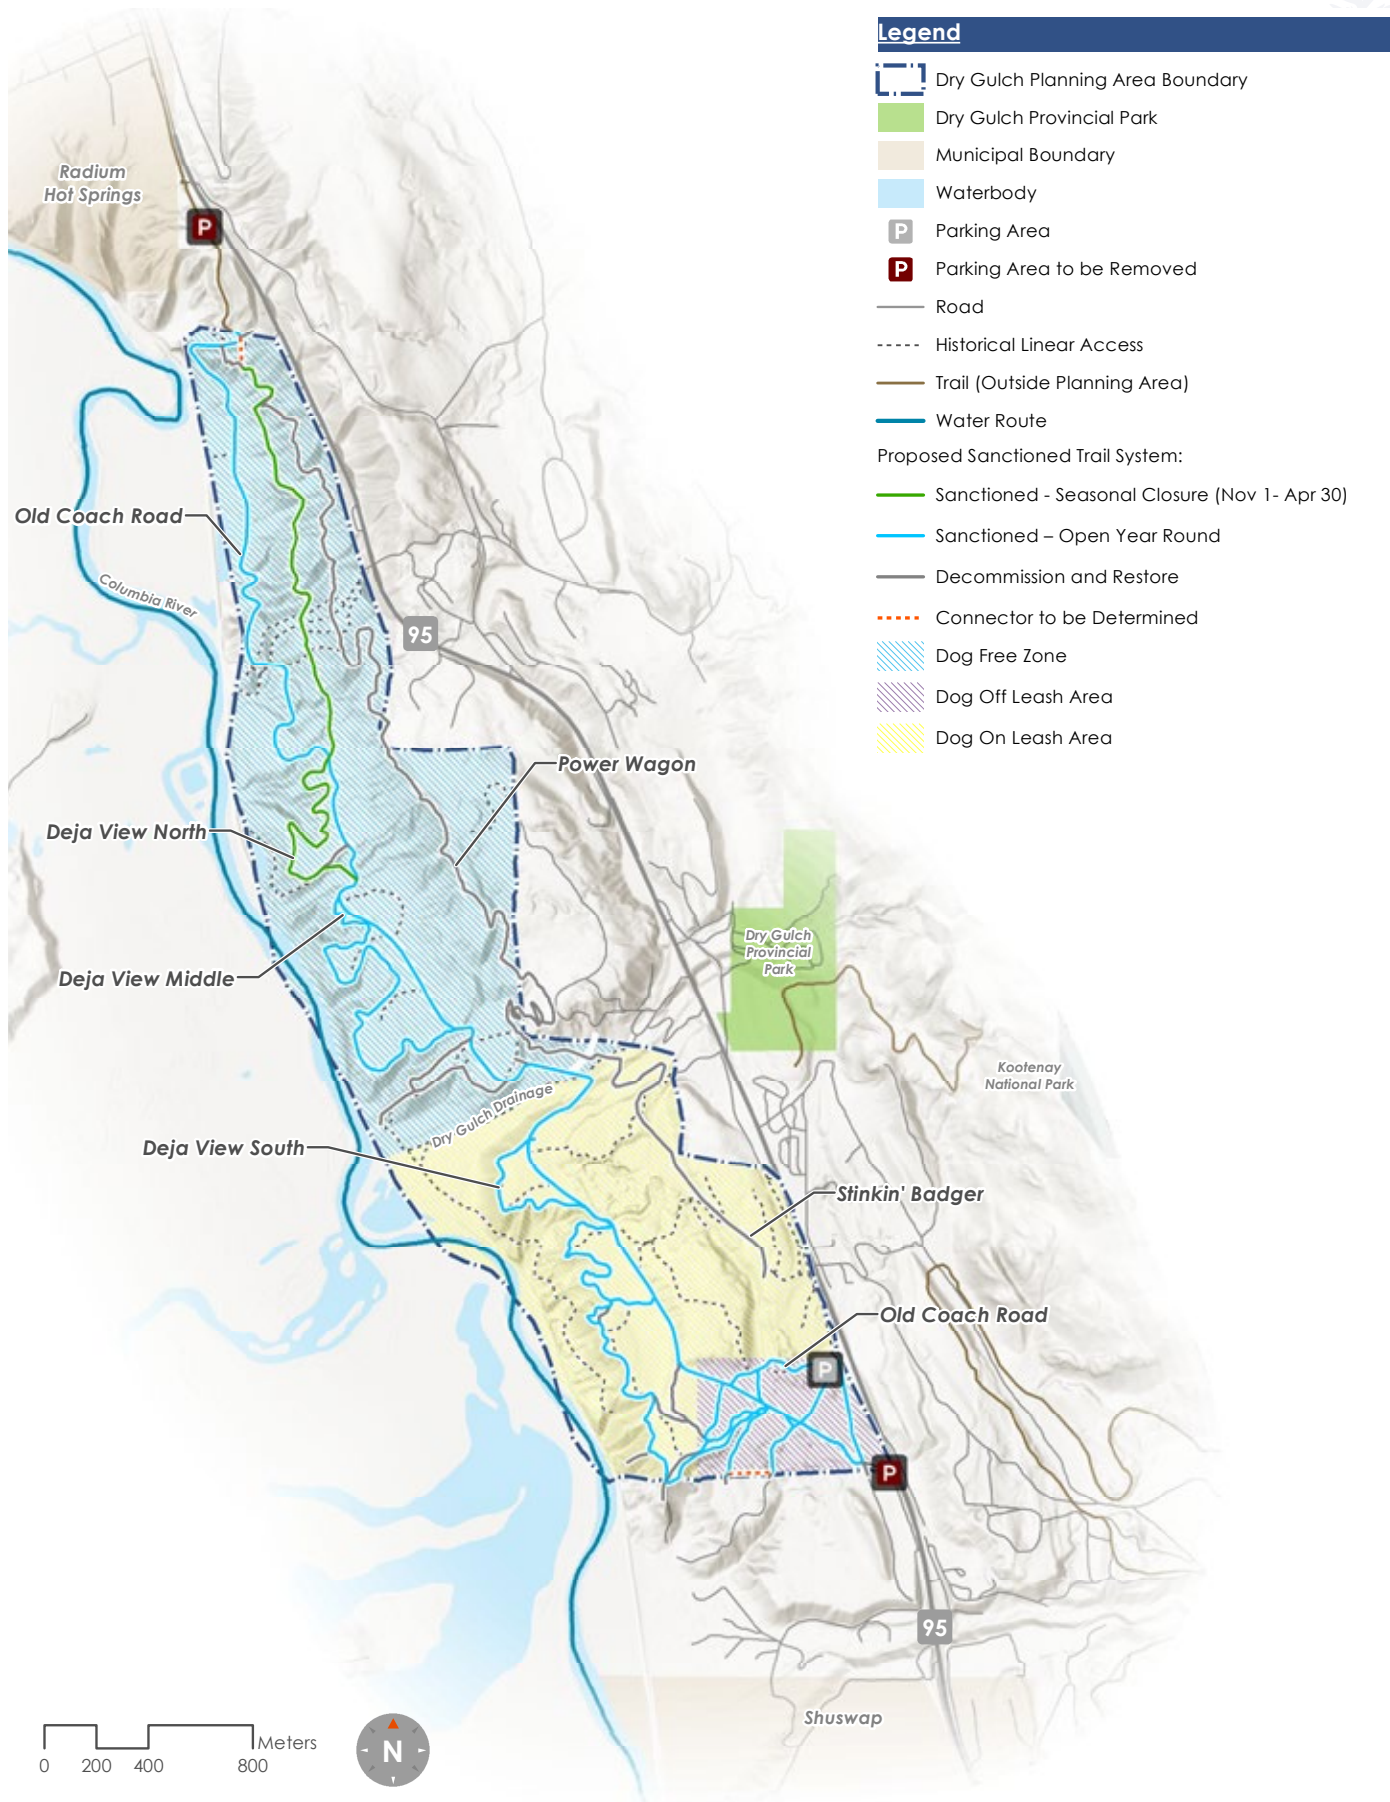 Legend
Dry Gulch Planning Area Boundary
Dry Gulch Provincial Park
Municipal Boundary
Waterbody
P Parking Area
P Parking Area to be Removed
Road
Historical Linear Access
Trail (Outside Planning Area)
Water Route
Proposed Sanctioned Trail System:
Sanctioned - Seasonal Closure (Nov 1- Apr 30)
Sanctioned – Open Year Round
Decommission and Restore
Connector to be Determined
Dog Free Zone
Dog Off Leash Area
Dog On Leash Area
Radium
Hot Springs
P
Old Coach Road
Columbia River
95
Power Wagon
Deja View North
Dry Gulch
Provincial
Park
Deja View Middle
Kootenay
National Park
Dry Gulch Drainage
Deja View South
Stinkin' Badger
Old Coach Road
P
P
95
Shuswap
Meters
0 200 400 800
N